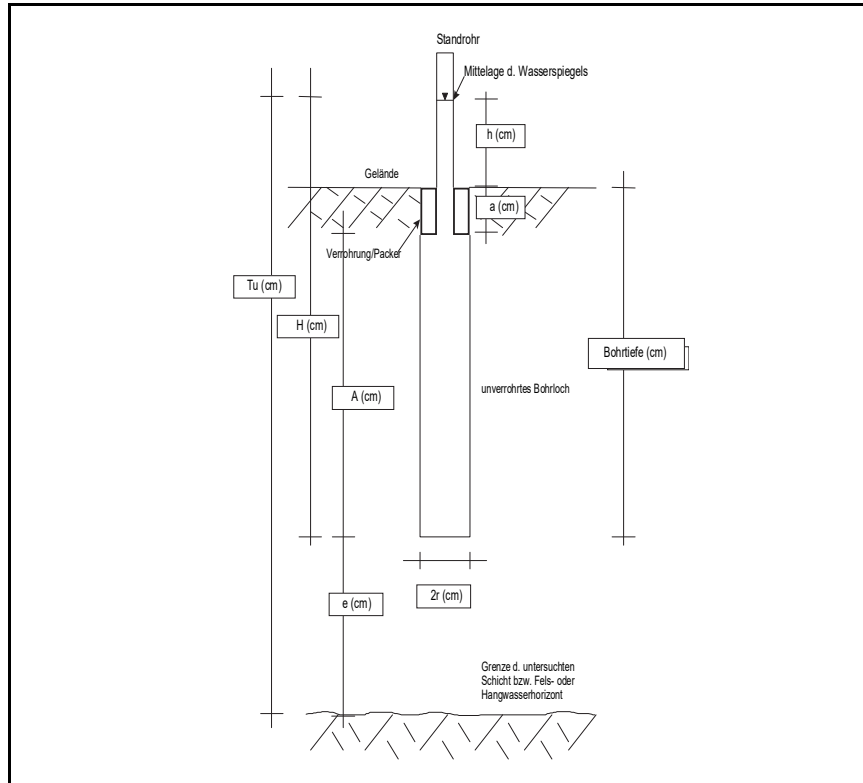 Standrohr
Mittelage d. Wasserspiegels
h (cm)
Gelände
a (cm)
Verrohrung/Packer
Tu (cm)
H (cm)
Bohrtiefe (cm)
A (cm)
unverrohrtes Bohrloch
e (cm)
2r (cm)
Grenze d. untersuchten
Schicht bzw. Fels- oder
Hangwasserhorizont